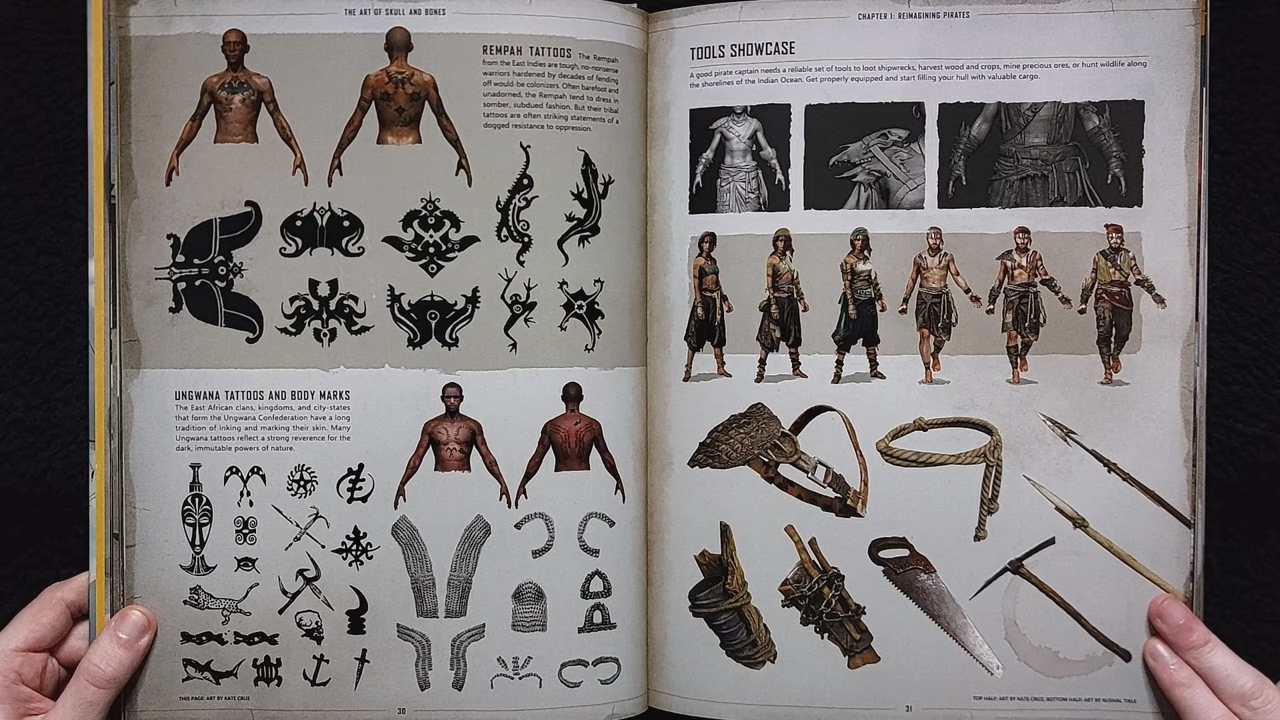 THE ART OF SKULL AND BONES
REMPAH TATTOOS The Rempah
from the East Indies are tough, no-nonsense
warriors hardened by decades of fending
off would-be colonizers. Often barefoot and
unadorned, the Rempah tend to dress in
somber, subdued fashion. But their tribal
tattoos are often striking statements of a
dogged resistance to oppression.
UNGWANA TATTOOS AND BODY MARKS
The East African clans, kingdoms, and city-states
that form the Ungwana Confederation have a long
tradition of inking and marking their skin. Many
Ungwana tattoos reflect a strong reverence for the
dark, immutable powers of nature.
THIS PAGE: ART BY KATE CRUZ
30
CHAPTER I: REIMAGINING PIRATES
TOOLS SHOWCASE
A good pirate captain needs a reliable set of tools to loot shipwrecks, harvest wood and crops, mine precious ores, or hunt wildlife along
the shorelines of the Indian Ocean. Get properly equipped and start filling your hull with valuable cargo.
TOP HALF: ART BY KATE CRUZ; BOTTOM HALF: ART BY KUSHAL
31